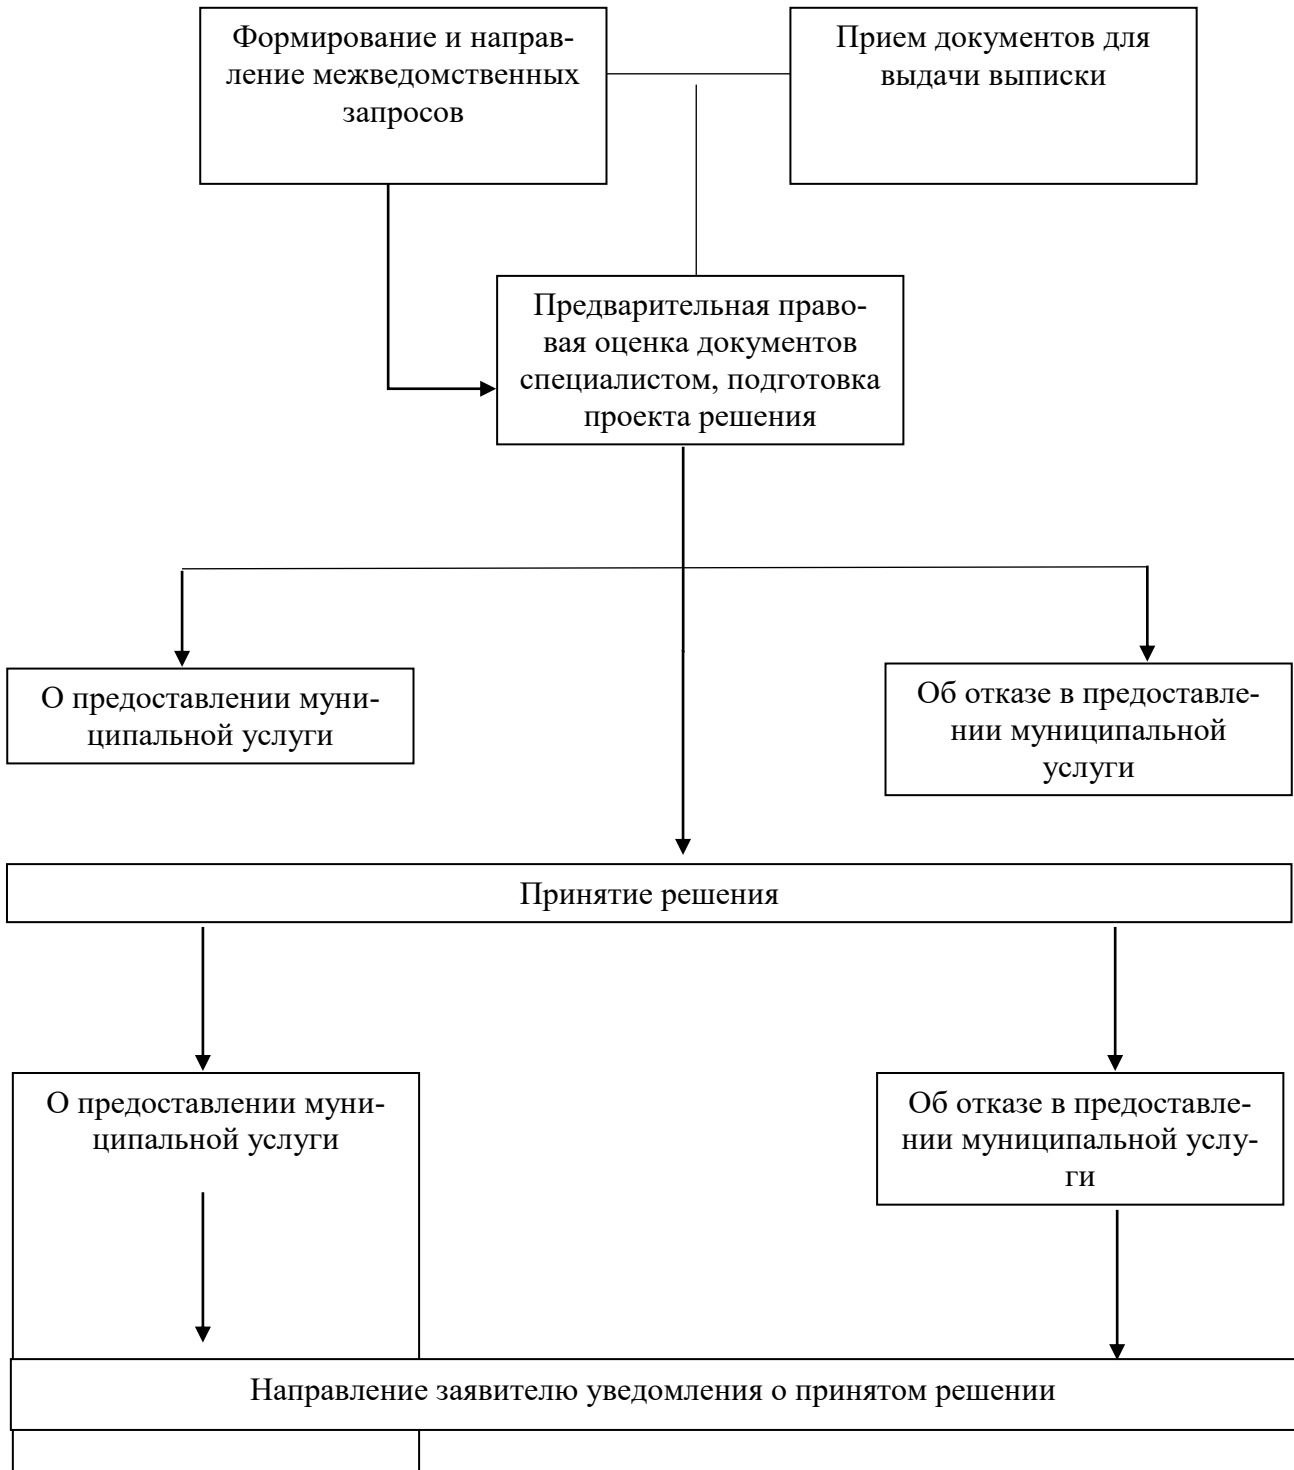 Формирование и направ-
ление межведомственных
запросов
Прием документов для
выдачи выписки
Предварительная право-
вая оценка документов
специалистом, подготовка
проекта решения
О предоставлении муни-
ципальной услуги
Об отказе в предоставле-
нии муниципальной
услуги
Принятие решения
О предоставлении муни-
ципальной услуги
Об отказе в предоставле-
нии муниципальной услу-
ги
Направление заявителю уведомления о принятом решении